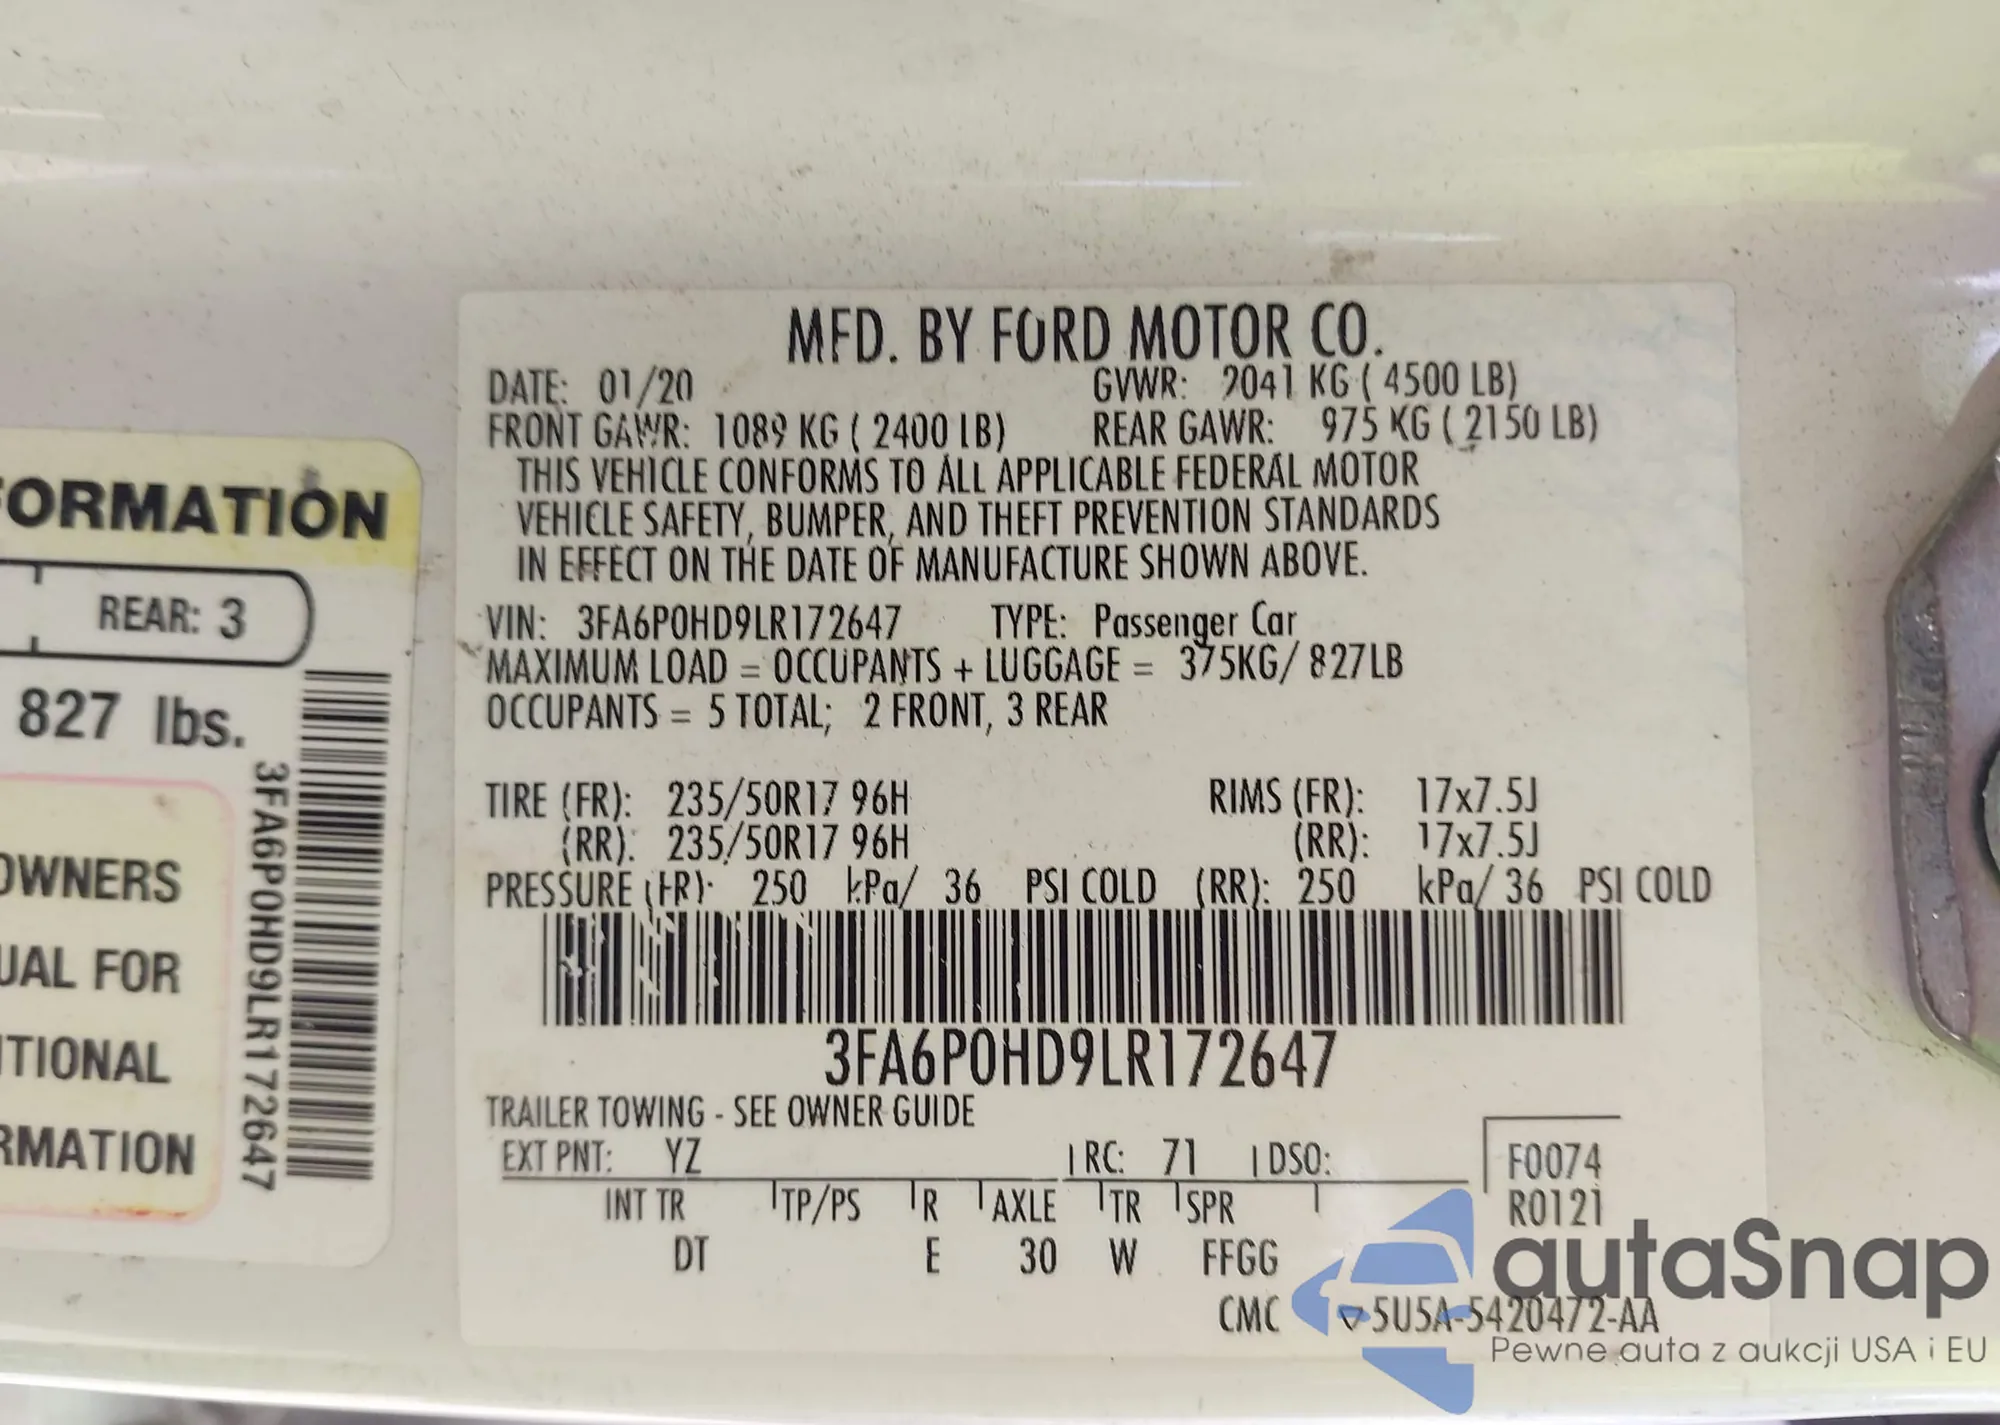 FORMATION
REAR: 3
827 lbs.
3FA6P0HD9LR172647
OWNERS
UAL FOR
ITIONAL
RMATION
MFD. BY FORD MOTOR CO.
DATE: 01/20 GVWR: 2041 KG ( 4500 LB)
FRONT GAWR: 1089 KG ( 2400 LB) REAR GAWR: 975 KG ( 2150 LB)
THIS VEHICLE CONFORMS TO ALL APPLICABLE FEDERAL MOTOR
VEHICLE SAFETY, BUMPER, AND THEFT PREVENTION STANDARDS
IN EFFECT ON THE DATE OF MANUFACTURE SHOWN ABOVE.
VIN: 3FA6P0HD9LR172647 TYPE: Passenger Car
MAXIMUM LOAD = OCCUPANTS + LUGGAGE = 375KG/ 827LB
OCCUPANTS = 5 TOTAL; 2 FRONT, 3 REAR
TIRE (FR): 235/50R17 96H RIMS (FR): 17x7.5J
(RR): 235/50R17 96H (RR): 17x7.5J
PRESSURE (FR): 250 kPa/ 36 PSI COLD (RR): 250 kPa/ 36 PSI COLD
3FA6P0HD9LR172647
TRAILER TOWING - SEE OWNER GUIDE
EXT PNT: YZ RC: 71 DSO: F0074
INT TR TP/PS R AXLE TR SPR R0121
DT E 30 W FFGG
CMC 5U5A-5420472-AA
autaSnap
Pewne auta z aukcji USA i EU